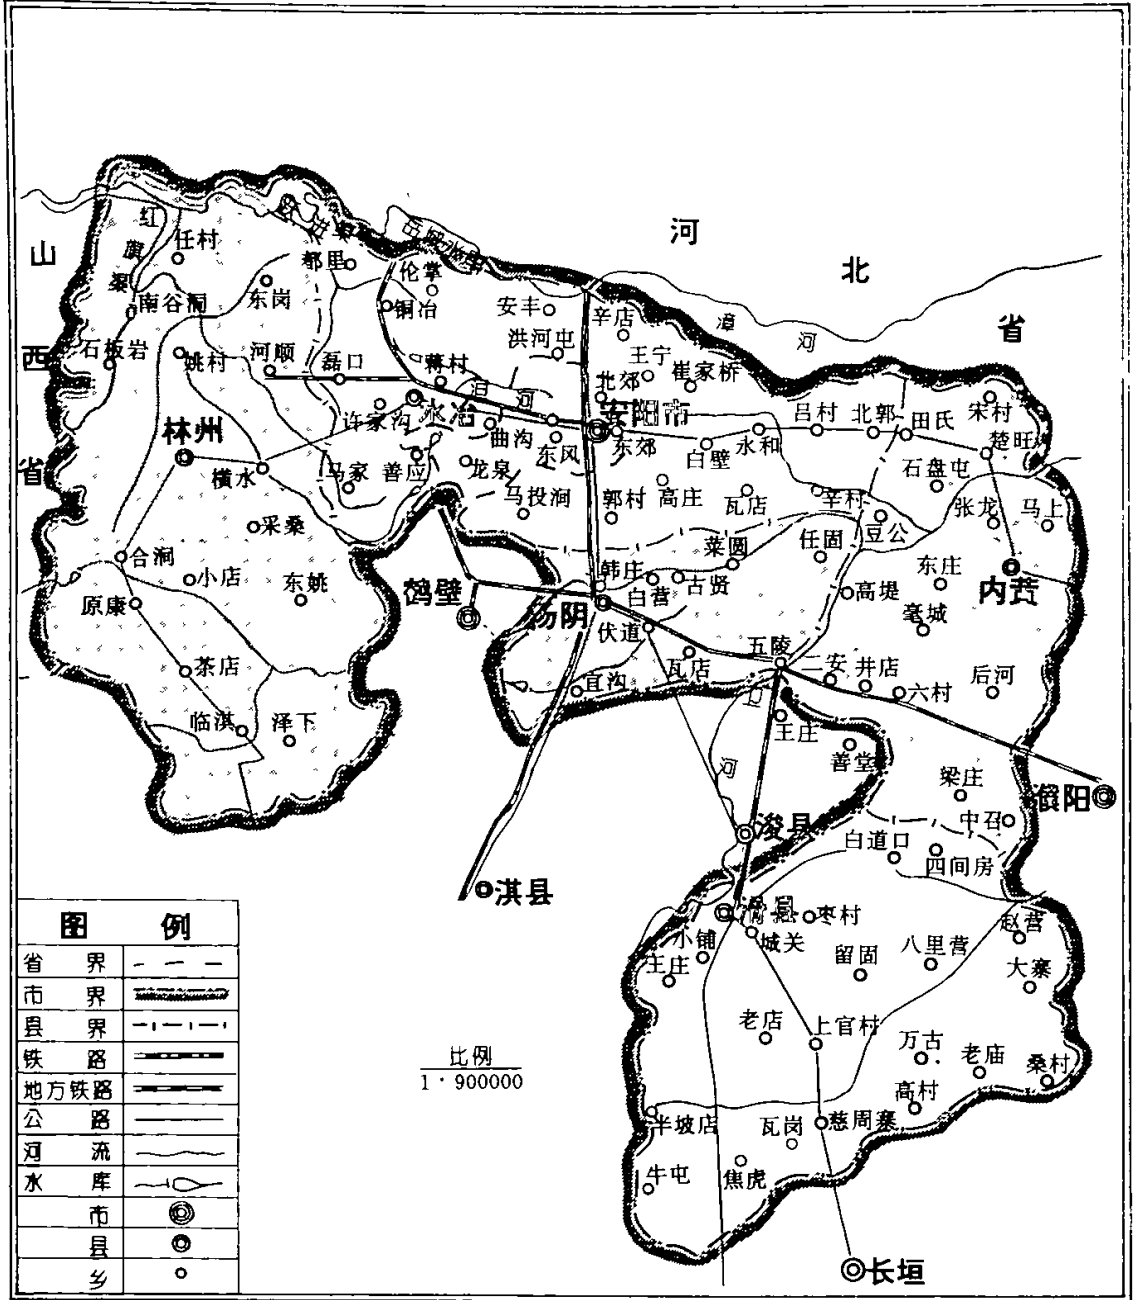 河
北
省
山
西
省
漳
河
红
旗
渠
任村
都里
南谷洞
东岗
石板岩
姚村
河顺
磊口
伦掌
铜冶
安丰
洪河屯
辛店
王宁
北郊
崔家桥
蒋村
许家沟
水冶
河
曲沟
东风
安阳市
东郊
白壁
永和
吕村
北郭
田氏
宋村
楚旺
石盘屯
林州
横水
马家
善应
龙泉
马投涧
郭村
高庄
瓦店
辛村
豆公
张龙
马上
采桑
合涧
小店
东姚
原康
茶店
临淇
泽下
鹤壁
汤阴
韩庄
白营
古贤
菜园
任固
高堤
东庄
亳城
内黄
伏道
瓦店
宜沟
五陵
二安
井店
六村
后河
王庄
善堂
河
梁庄
中召
濮阳
白道口
四间房
浚县
淇县
滑县
枣村
城关
小铺
王庄
留固
八里营
赵营
大寨
老店
上官村
万古
老庙
桑村
高村
半坡店
瓦岗
慈周寨
牛屯
焦虎
长垣
图 例
省 界
市 界
县 界
铁 路
地方铁路
公 路
河 流
水 库
市
县
乡
比例
1·900000